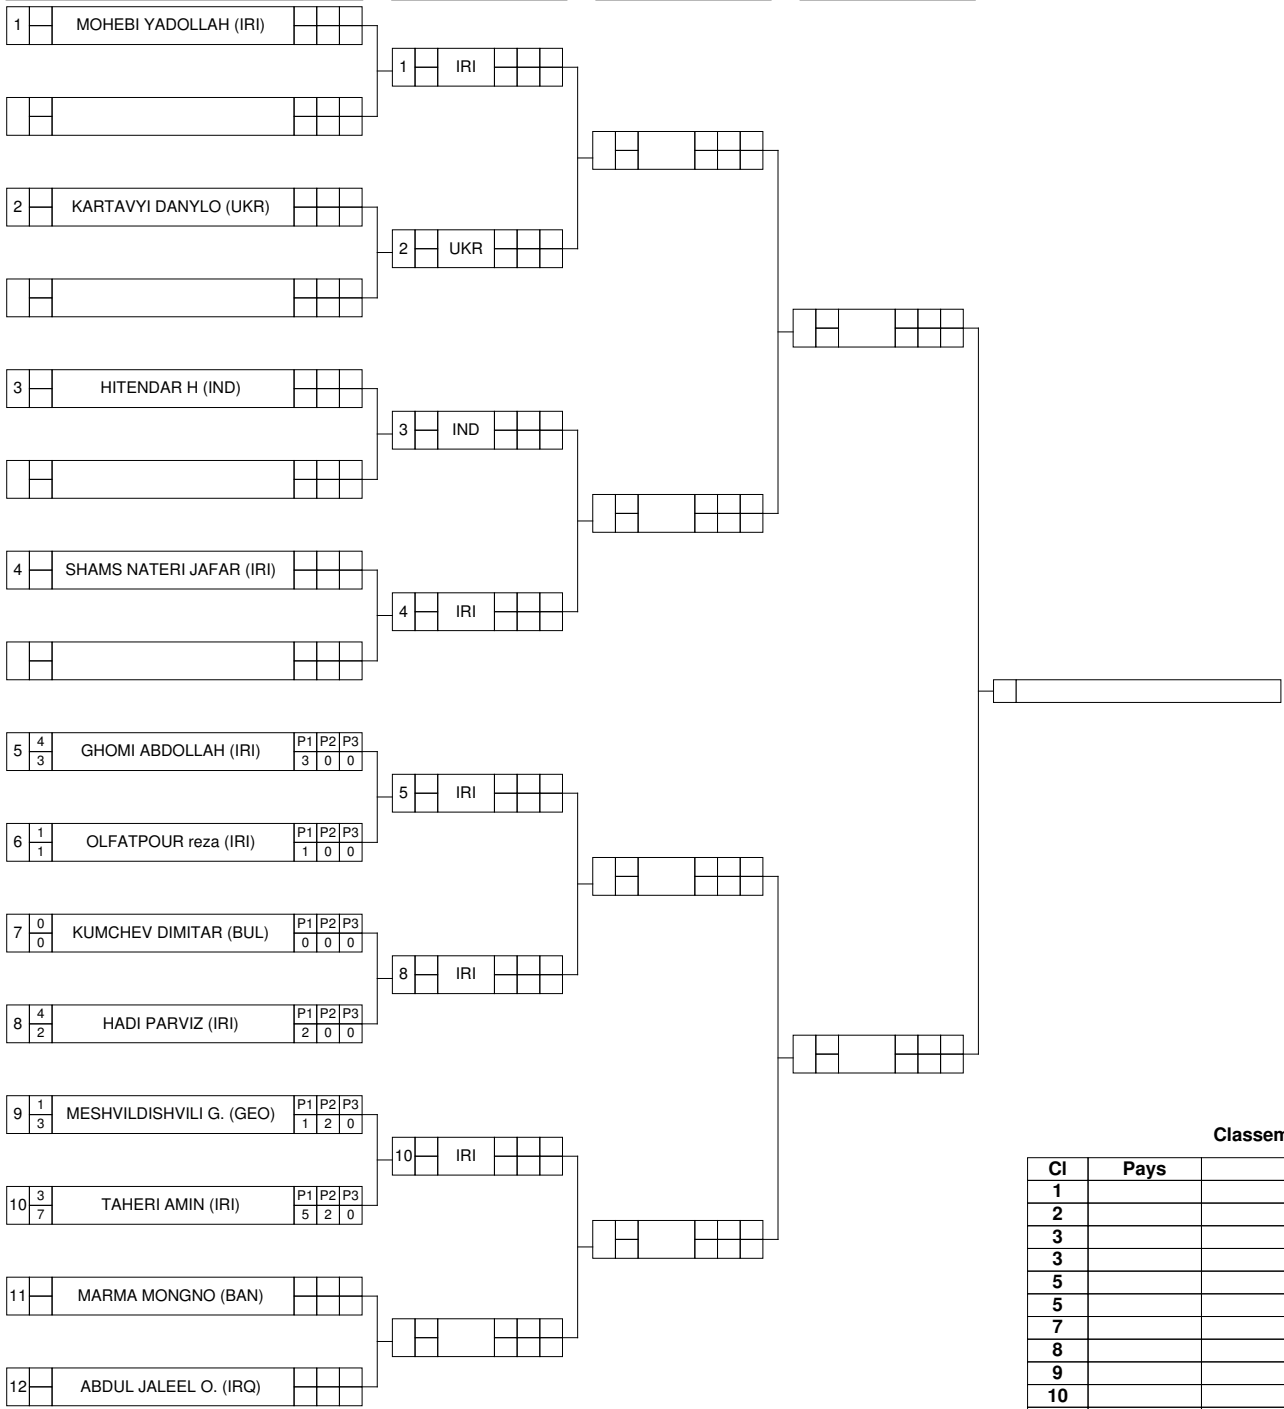 1 MOHEBI YADOLLAH (IRI)
1 IRI
2 KARTAVYI DANYLO (UKR)
2 UKR
3 HITENDAR H (IND)
3 IND
4 SHAMS NATERI JAFAR (IRI)
4 IRI
5 4 3 GHOMI ABDOLLAH (IRI) P1 P2 P3 3 0 0
5 IRI
6 1 1 OLFATPOUR reza (IRI) P1 P2 P3 1 0 0
7 0 0 KUMCHEV DIMITAR (BUL) P1 P2 P3 0 0 0
8 IRI
8 4 2 HADI PARVIZ (IRI) P1 P2 P3 2 0 0
9 1 3 MESHVILDISHVILI G. (GEO) P1 P2 P3 1 2 0
10 IRI
10 3 7 TAHERI AMIN (IRI) P1 P2 P3 5 2 0
11 MARMA MONGNO (BAN)
12 ABDUL JALEEL O. (IRQ)
Classem
Cl Pays
1
2
3
3
5
5
7
8
9
10